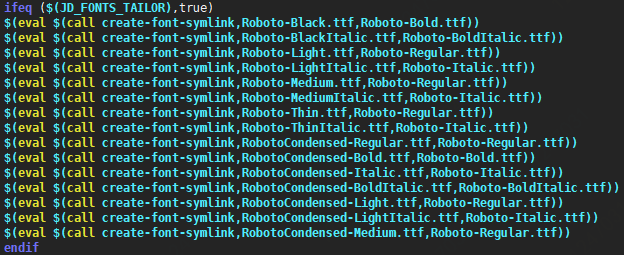 ifeq ($(JD_FONTS_TAILOR),true)
$(eval $(call create-font-symlink,Roboto-Black.ttf,Roboto-Bold.ttf))
$(eval $(call create-font-symlink,Roboto-BlackItalic.ttf,Roboto-BoldItalic.ttf))
$(eval $(call create-font-symlink,Roboto-Light.ttf,Roboto-Regular.ttf))
$(eval $(call create-font-symlink,Roboto-LightItalic.ttf,Roboto-Italic.ttf))
$(eval $(call create-font-symlink,Roboto-Medium.ttf,Roboto-Regular.ttf))
$(eval $(call create-font-symlink,Roboto-MediumItalic.ttf,Roboto-Italic.ttf))
$(eval $(call create-font-symlink,Roboto-Thin.ttf,Roboto-Regular.ttf))
$(eval $(call create-font-symlink,Roboto-ThinItalic.ttf,Roboto-Italic.ttf))
$(eval $(call create-font-symlink,RobotoCondensed-Regular.ttf,Roboto-Regular.ttf))
$(eval $(call create-font-symlink,RobotoCondensed-Bold.ttf,Roboto-Bold.ttf))
$(eval $(call create-font-symlink,RobotoCondensed-Italic.ttf,Roboto-Italic.ttf))
$(eval $(call create-font-symlink,RobotoCondensed-BoldItalic.ttf,Roboto-BoldItalic.ttf))
$(eval $(call create-font-symlink,RobotoCondensed-Light.ttf,Roboto-Regular.ttf))
$(eval $(call create-font-symlink,RobotoCondensed-LightItalic.ttf,Roboto-Italic.ttf))
$(eval $(call create-font-symlink,RobotoCondensed-Medium.ttf,Roboto-Regular.ttf))
endif